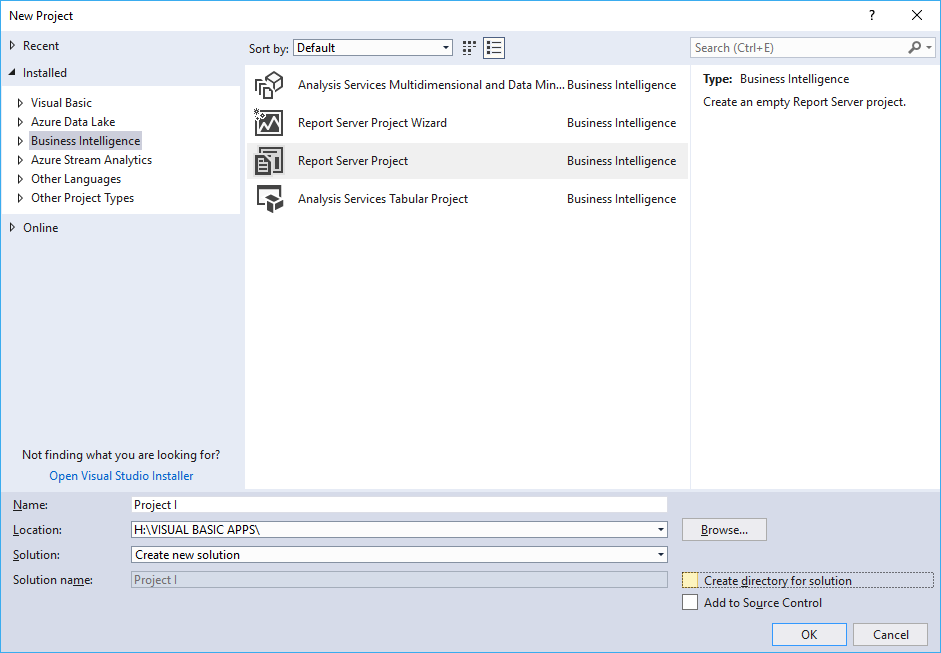 New Project
?
Recent
Installed
Visual Basic
Azure Data Lake
Business Intelligence
Azure Stream Analytics
Other Languages
Other Project Types
Online
Not finding what you are looking for?
Open Visual Studio Installer
Sort by: Default
Analysis Services Multidimensional and Data Min... Business Intelligence
Report Server Project Wizard Business Intelligence
Report Server Project Business Intelligence
Analysis Services Tabular Project Business Intelligence
Search (Ctrl+E)
Type: Business Intelligence
Create an empty Report Server project.
Name: Project I
Location: H:\VISUAL BASIC APPS\ Browse...
Solution: Create new solution
Solution name: Project I Create directory for solution
Add to Source Control
OK Cancel